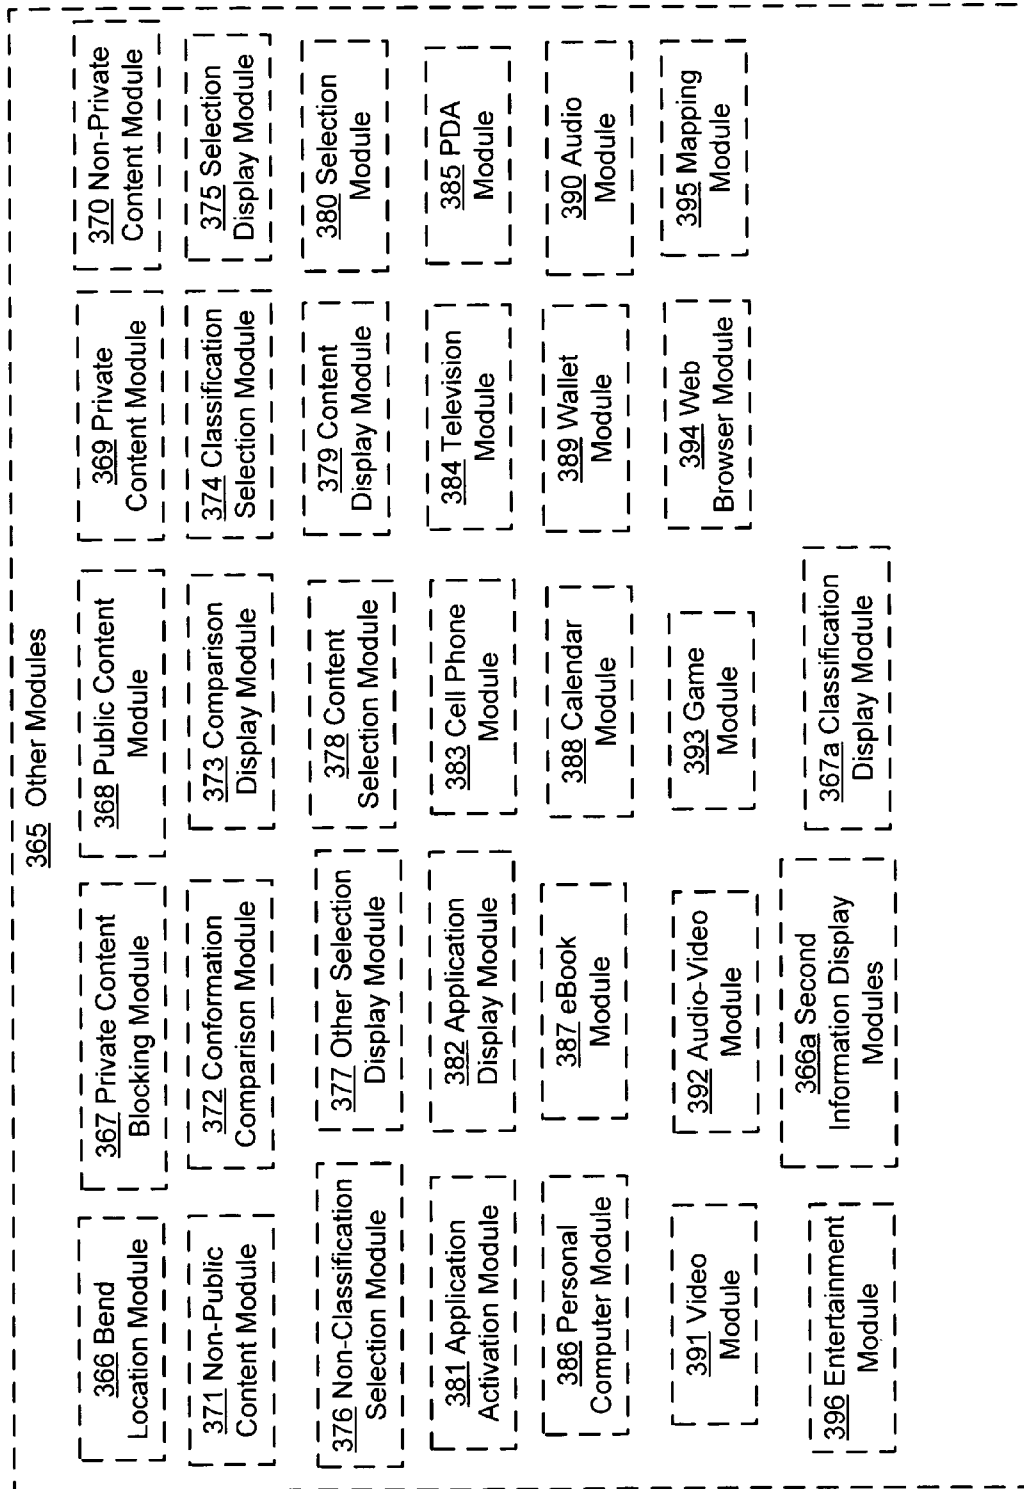 365 Other Modules
366 Bend
Location Module
367 Private Content
Blocking Module
368 Public Content
Module
369 Private
Content Module
370 Non-Private
Content Module
371 Non-Public
Content Module
372 Conformation
Comparison Module
373 Comparison
Display Module
374 Classification
Selection Module
375 Selection
Display Module
376 Non-Classification
Selection Module
377 Other Selection
Display Module
378 Content
Selection Module
379 Content
Display Module
380 Selection
Module
381 Application
Activation Module
382 Application
Display Module
383 Cell Phone
Module
384 Television
Module
385 PDA
Module
386 Personal
Computer Module
387 eBook
Module
388 Calendar
Module
389 Wallet
Module
390 Audio
Module
391 Video
Module
392 Audio-Video
Module
393 Game
Module
394 Web
Browser Module
395 Mapping
Module
396 Entertainment
Module
366a Second
Information Display
Modules
367a Classification
Display Module